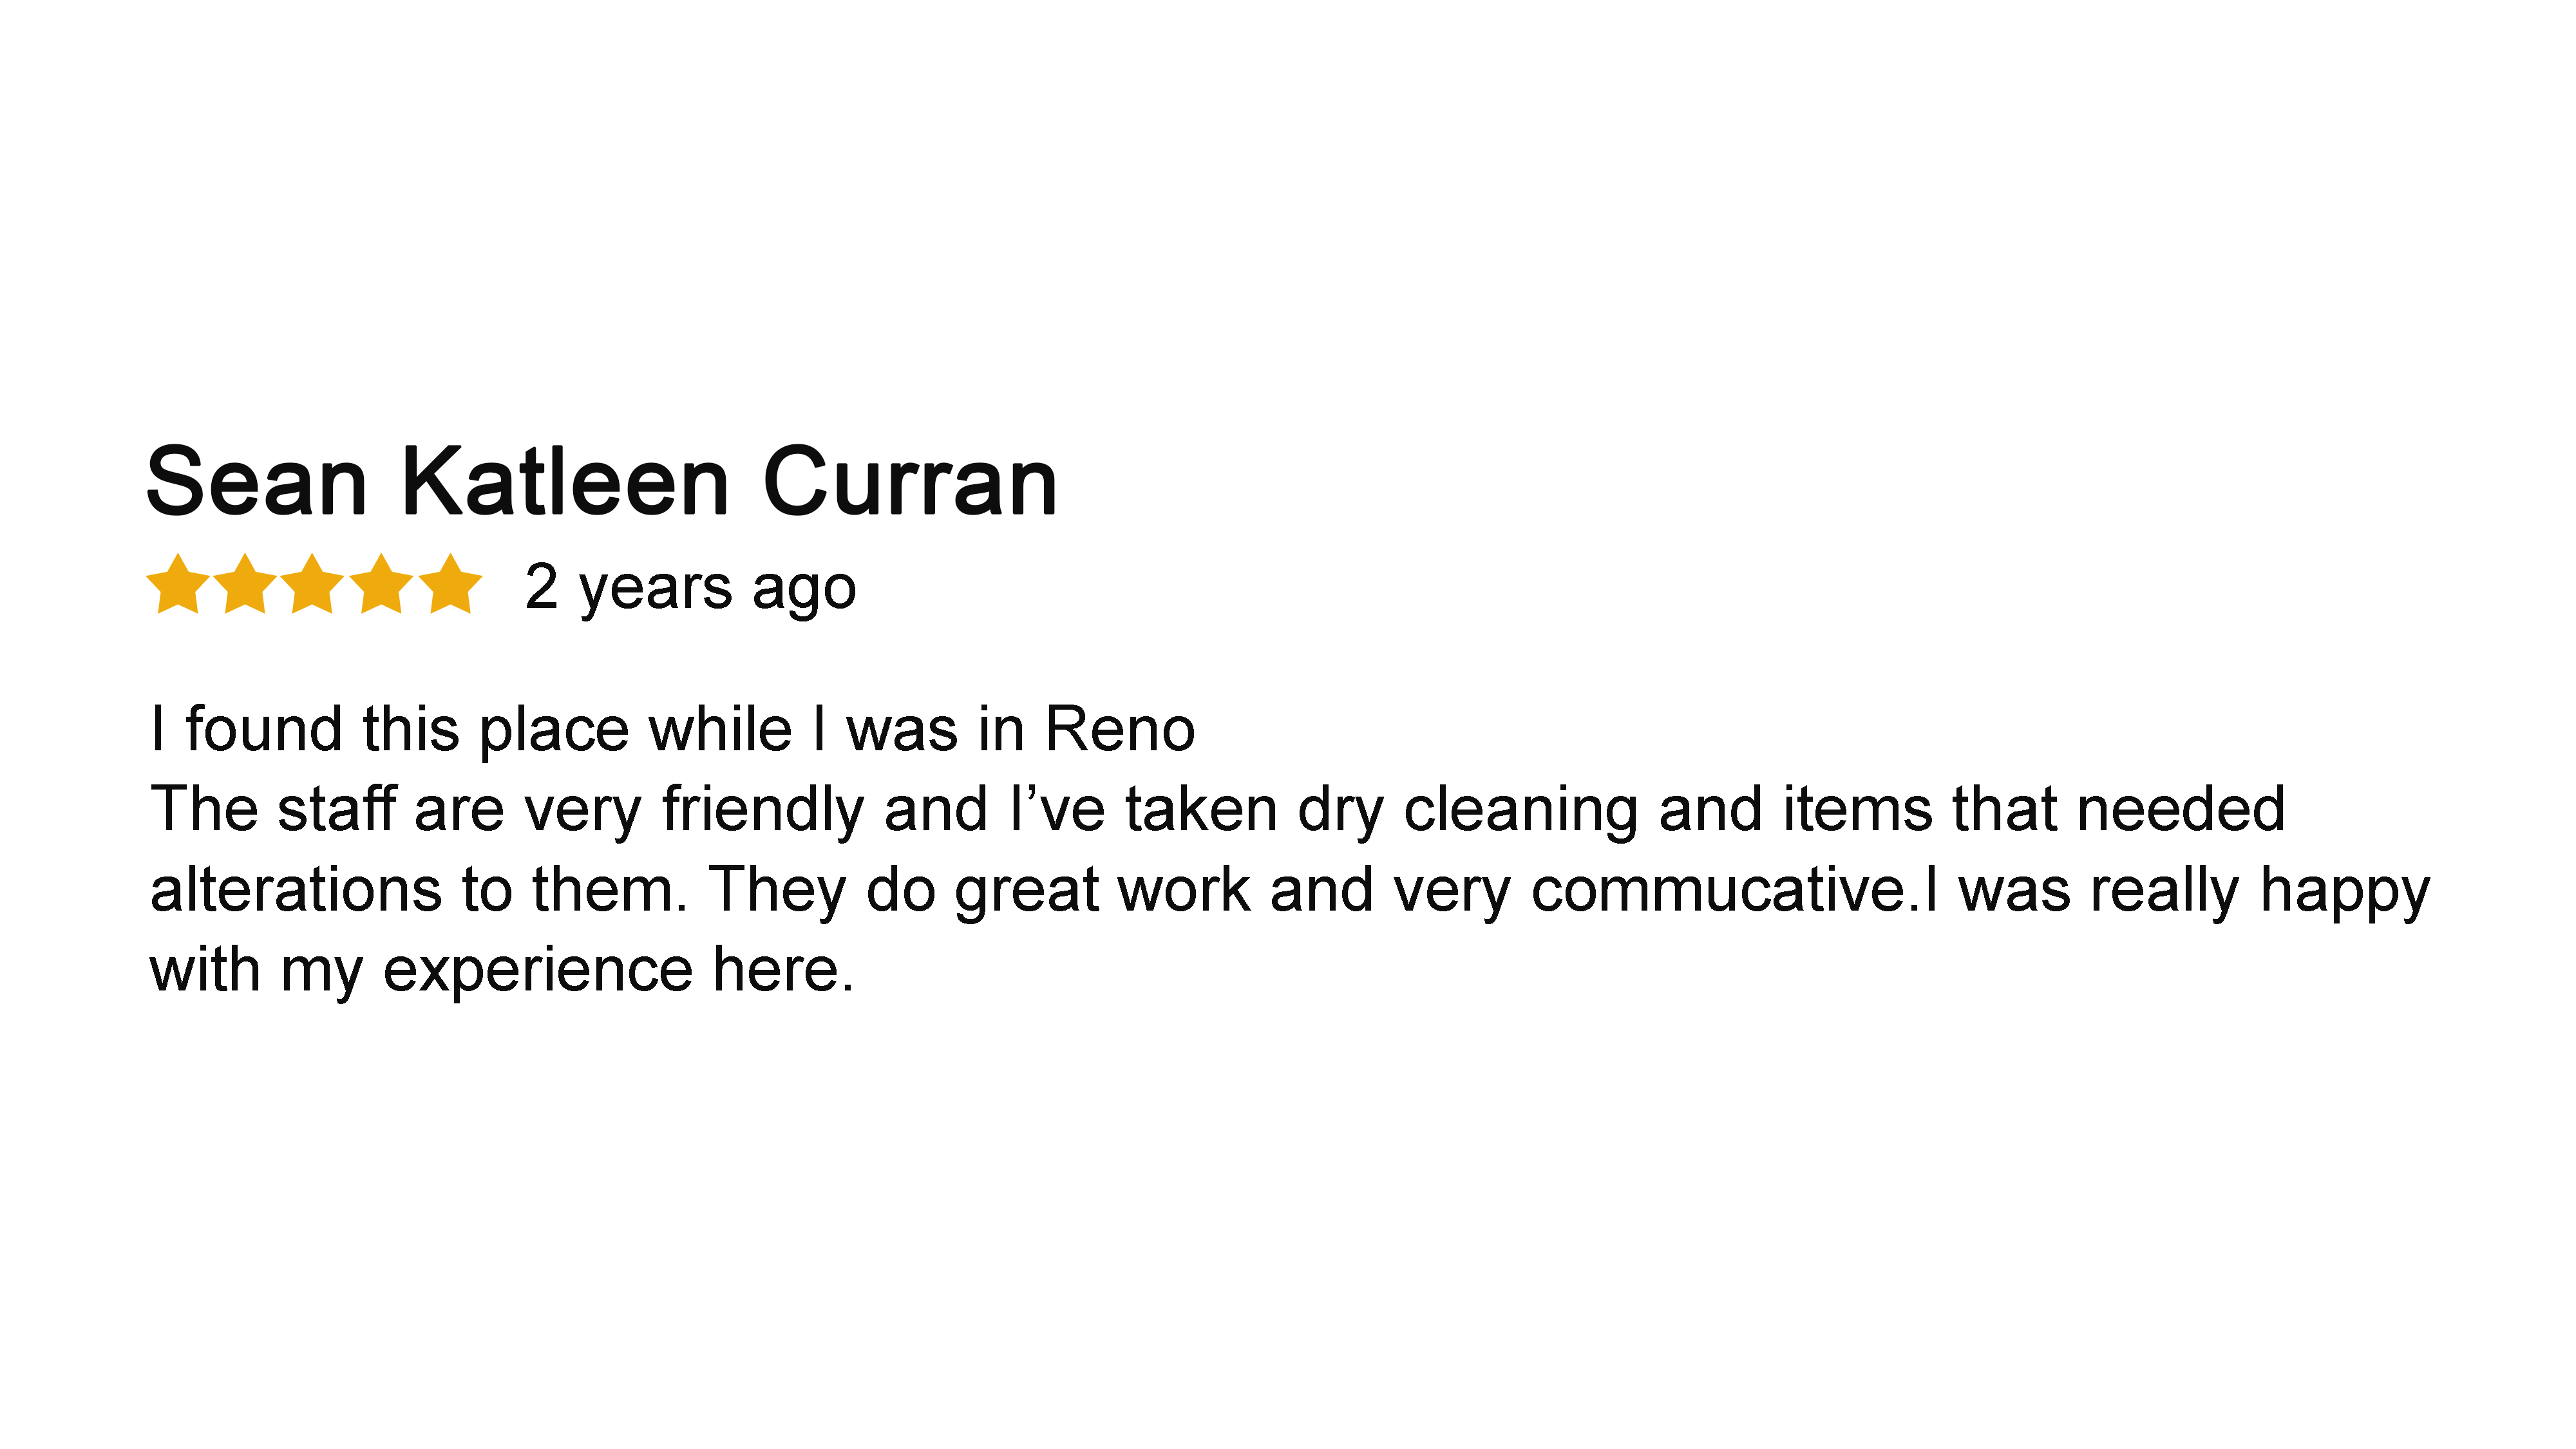 Sean Katleen Curran
2 years ago
I found this place while I was in Reno
The staff are very friendly and I’ve taken dry cleaning and items that needed
alterations to them. They do great work and very commucative.I was really happy
with my experience here.